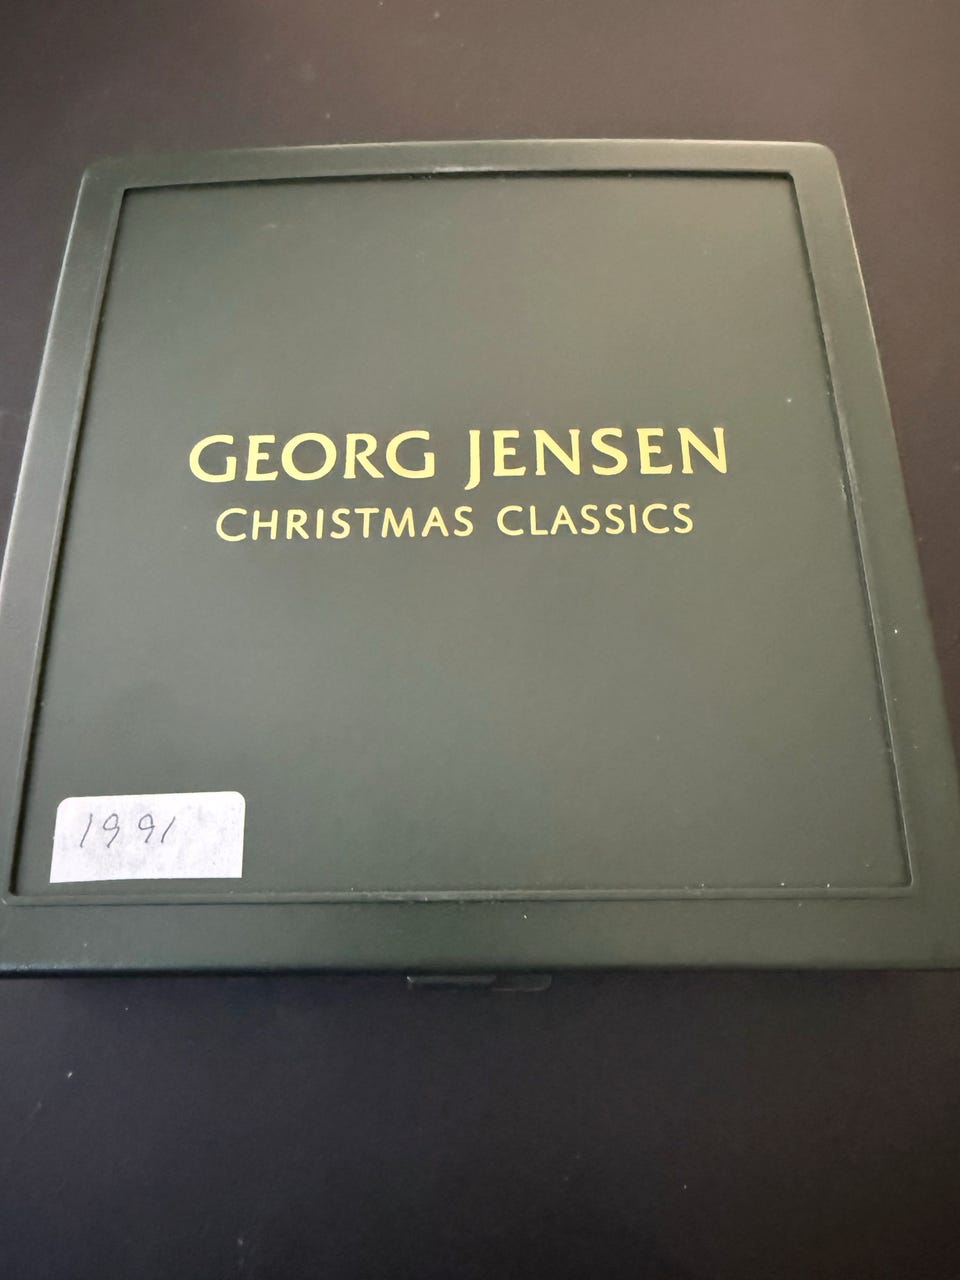 GEORG JENSEN
CHRISTMAS CLASSICS
1991